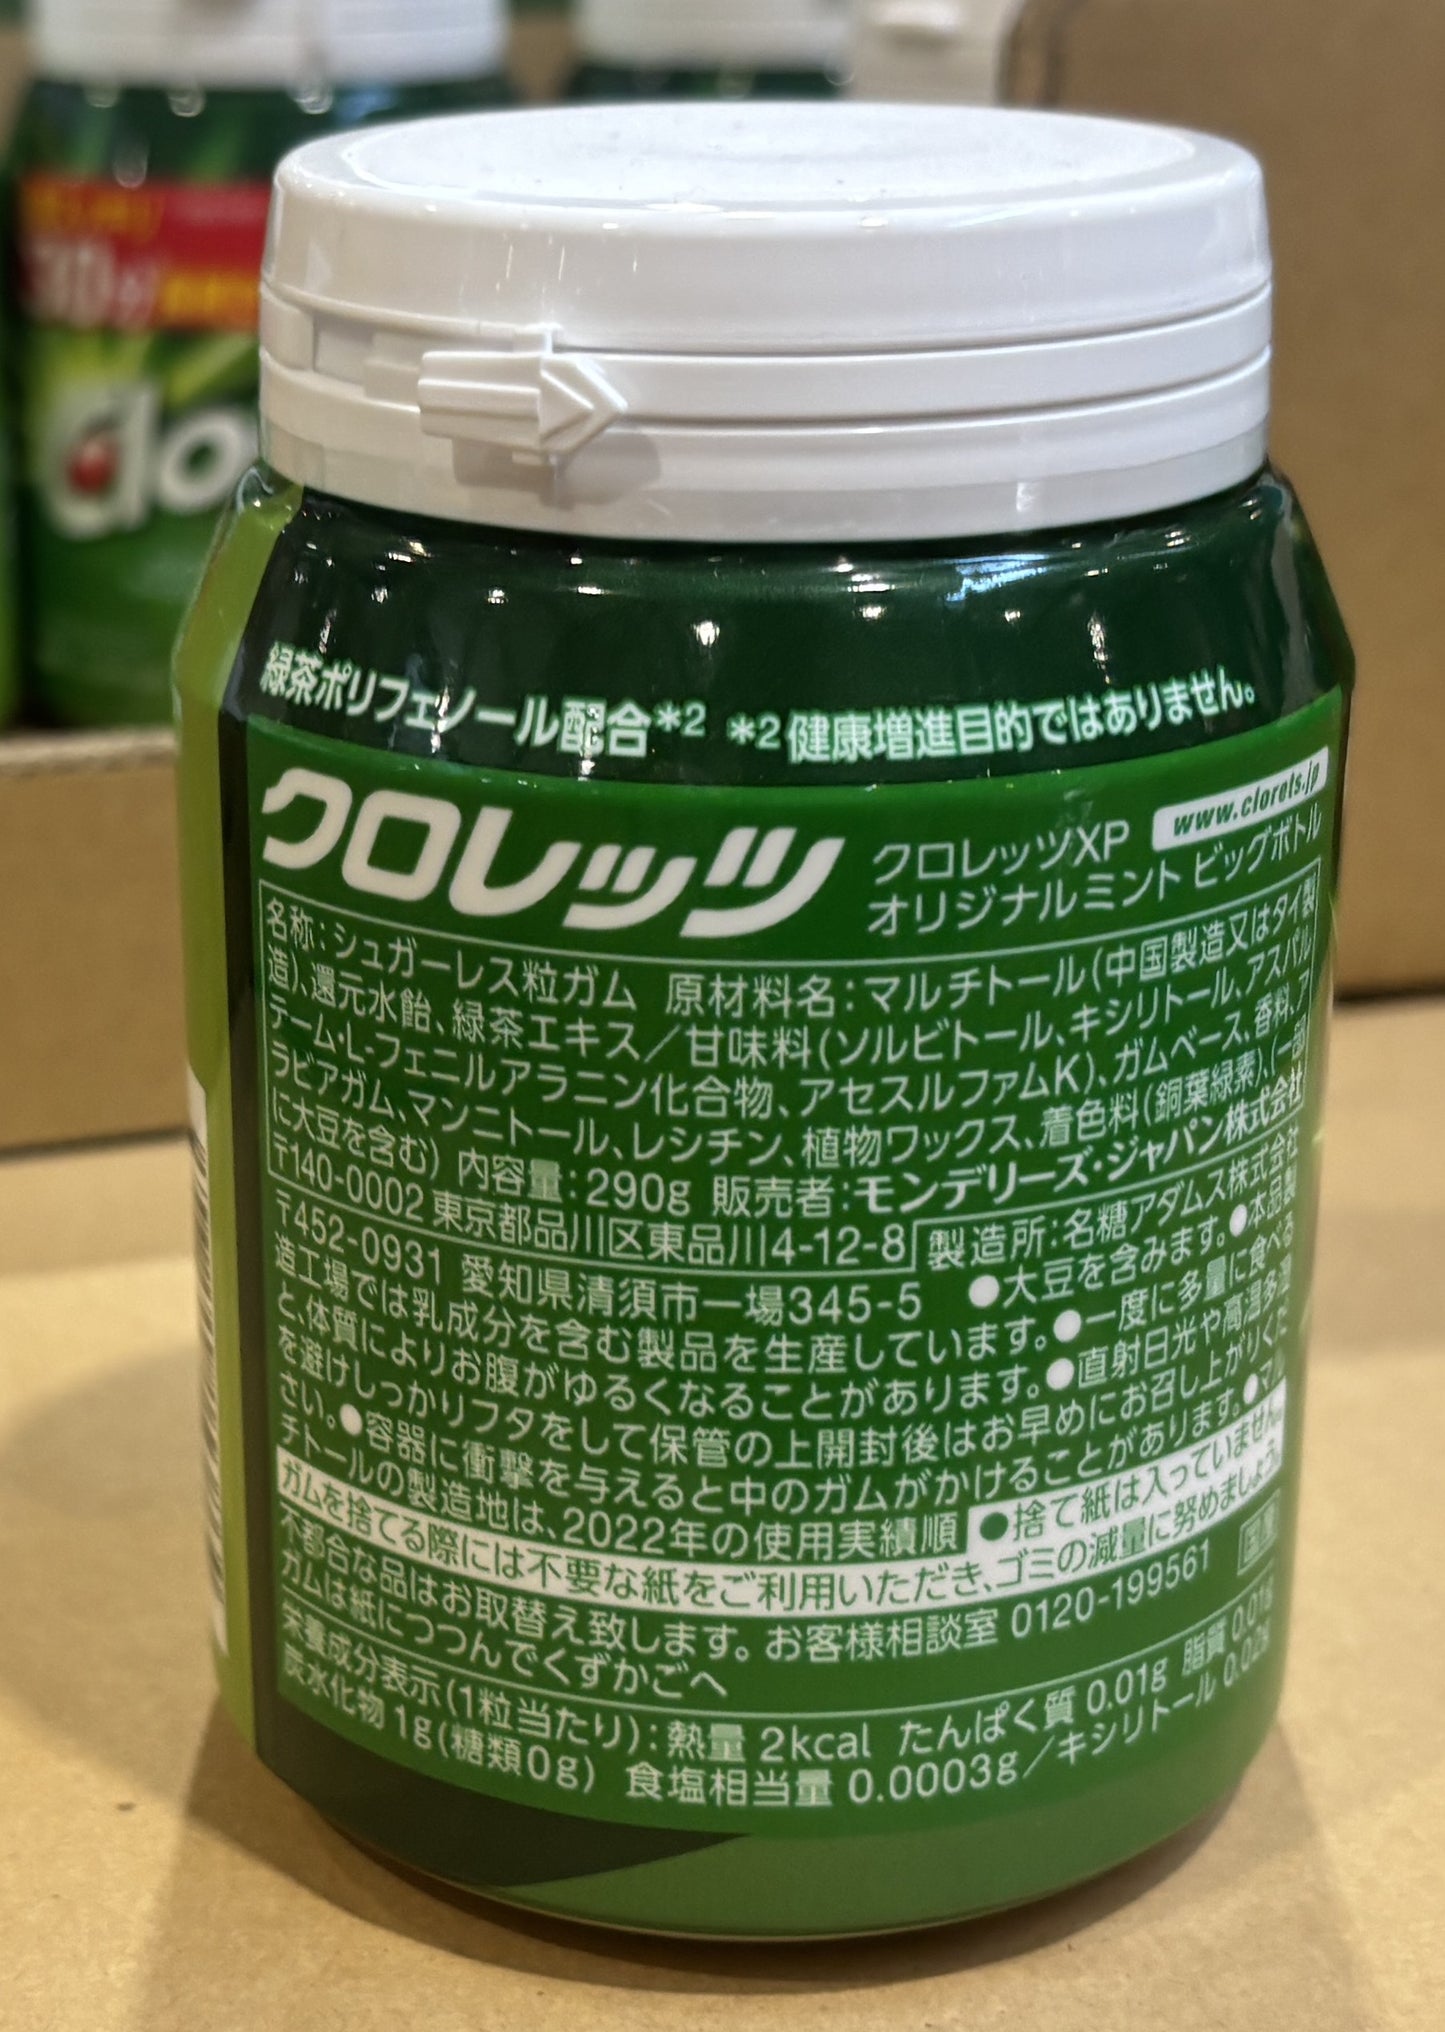 緑茶ポリフェノール配合*2 *2健康増進目的ではありません。
クロレッツ
www.clorets.jp
クロレッツXP
オリジナルミント ビッグボトル
名称:シュガーレス粒ガム 原材料名:マルチトール(中国製造又はタイ製
造)、還元水飴、緑茶エキス/甘味料(ソルビトール、キシリトール、アスパル
テーム・L-フェニルアラニン化合物、アセスルファムK)、ガムベース、香料、ア
ラビアガム、マンニトール、レシチン、植物ワックス、着色料(銅葉緑素)、(一部
に大豆を含む) 内容量:290g 販売者:モンデリーズ・ジャパン株式会社
〒140-0002 東京都品川区東品川4-12-8 製造所:名糖アダムス株式会社
〒452-0931 愛知県清須市一場345-5 ●大豆を含みます。●本品製
造工場では乳成分を含む製品を生産しています。●一度に多量に食べる
と、体質によりお腹がゆるくなることがあります。●直射日光や高温多湿
を避けしっかりフタをして保管の上開封後はお早めにお召し上がりくだ
さい。●容器に衝撃を与えると中のガムがかけることがあります。●マル
チトールの製造地は、2022年の使用実績順 ●捨て紙は入っていません。
ガムを捨てる際には不要な紙をご利用いただき、ゴミの減量に努めましょう。
不都合な品はお取替え致します。お客様相談室 0120-199561
ガムは紙につつんでくずかごへ
栄養成分表示(1粒当たり):熱量 2kcal たんぱく質 0.01g 脂質 0.01g
炭水化物 1g(糖類0g) 食塩相当量 0.0003g/キシリトール